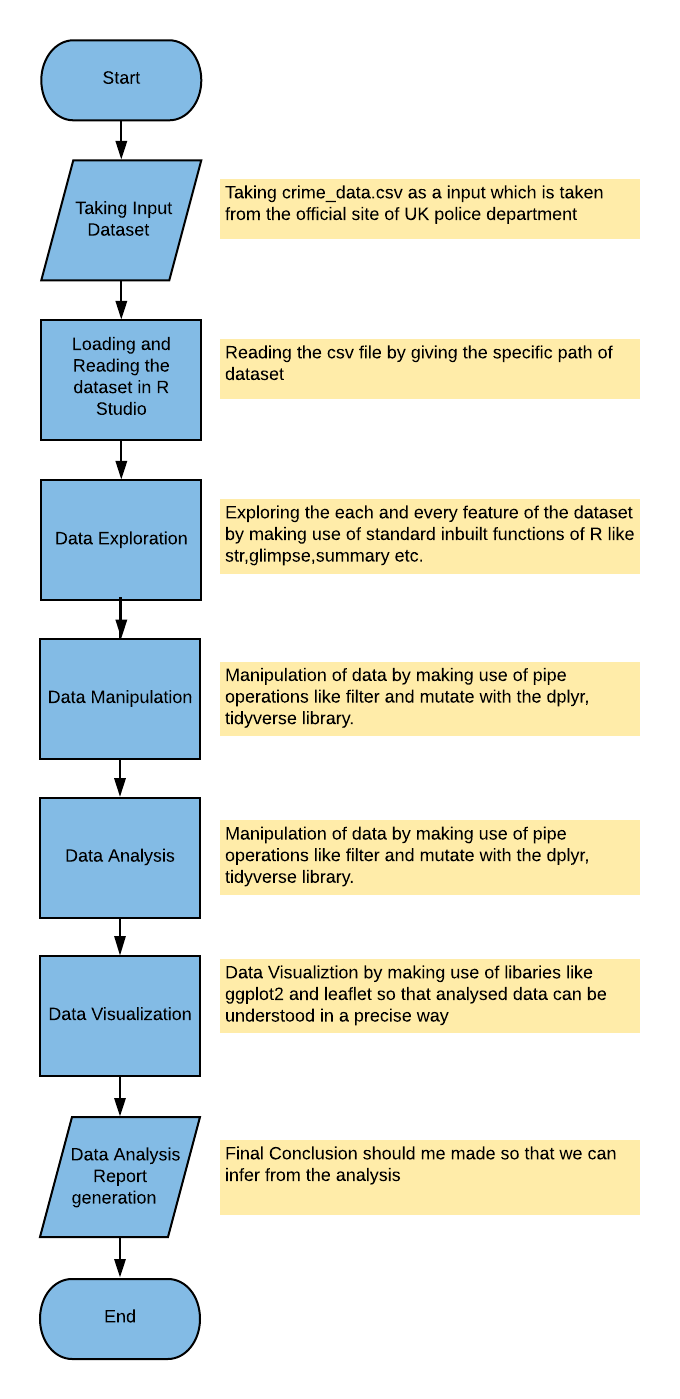 Start
Taking Input
Dataset
Taking crime_data.csv as a input which is taken
from the official site of UK police department
Loading and
Reading the
dataset in R
Studio
Reading the csv file by giving the specific path of
dataset
Data Exploration
Exploring the each and every feature of the dataset
by making use of standard inbuilt functions of R like
str,glimpse,summary etc.
Data Manipulation
Manipulation of data by making use of pipe
operations like filter and mutate with the dplyr,
tidyverse library.
Data Analysis
Manipulation of data by making use of pipe
operations like filter and mutate with the dplyr,
tidyverse library.
Data Visualization
Data Visualiztion by making use of libaries like
ggplot2 and leaflet so that analysed data can be
understood in a precise way
Data Analysis
Report
generation
Final Conclusion should me made so that we can
infer from the analysis
End